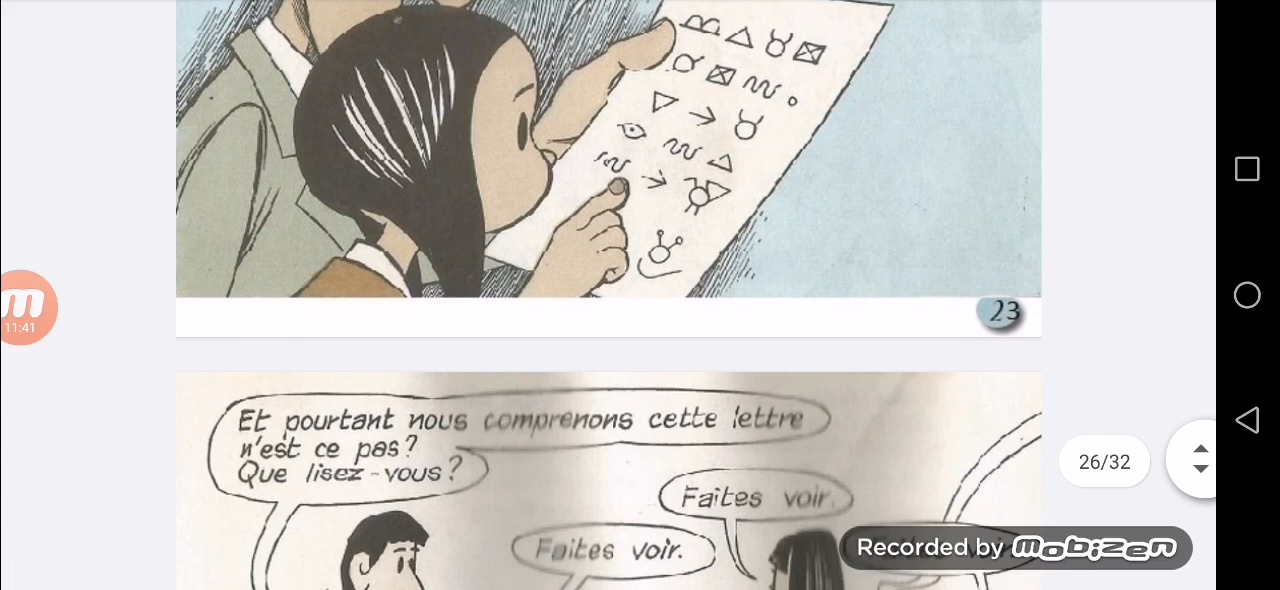 23
Et pourtant nous comprenons cette lettre
n'est ce pas?
Que lisez-vous?
Faites voir.
Faites voir.
26/32
11:41
Recorded by mobizen